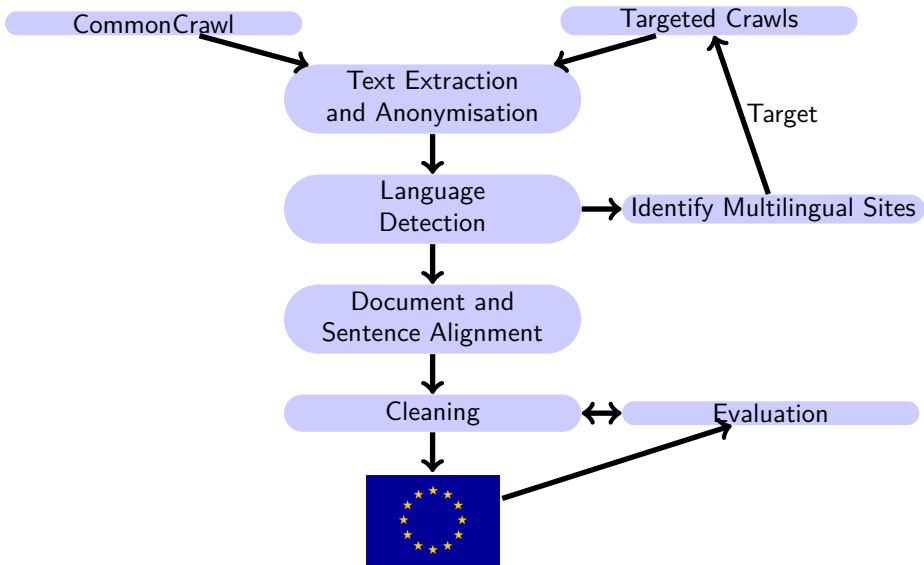 CommonCrawl
Targeted Crawls
Text Extraction
and Anonymisation
Target
Language
Detection
Identify Multilingual Sites
Document and
Sentence Alignment
Cleaning
Evaluation